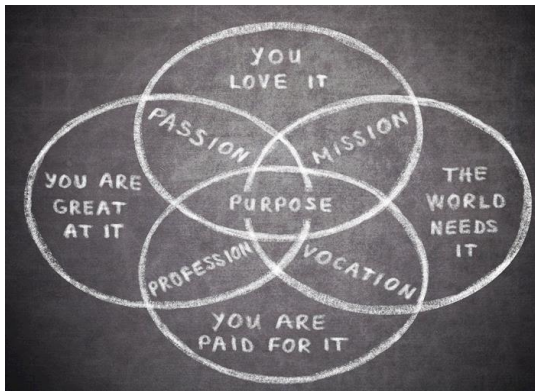 YOU
LOVE IT
PASSION
MISSION
YOU ARE
GREAT
AT IT
PURPOSE
THE
WORLD
NEEDS
IT
PROFESSION
VOCATION
YOU ARE
PAID FOR IT